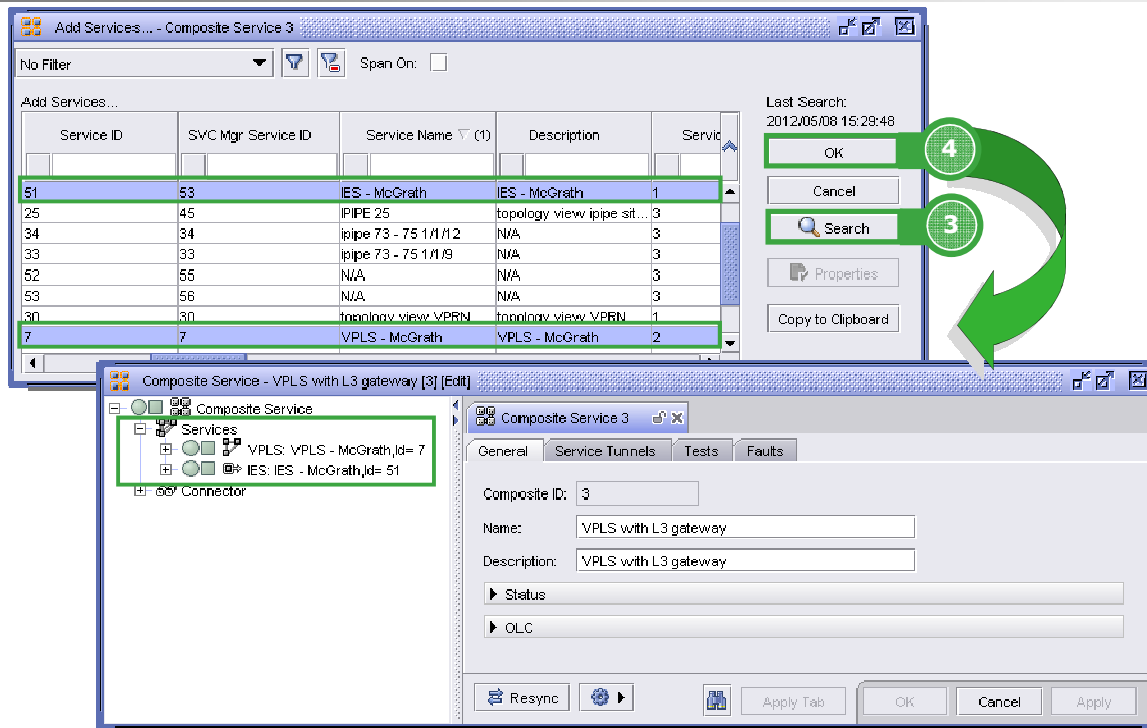 Add Services... - Composite Service 3
No Filter Span On:
Add Services...
Last Search:
2012/05/08 15:29:48
Service ID SVC Mgr Service ID Service Name (1) Description Servic
51 53 IES - McGrath IES - McGrath 1
25 45 IPIPE 25 topology view ipipe sit... 3
34 34 ipipe 73 - 75 1/1/12 N/A 3
33 33 ipipe 73 - 75 1/1/9 N/A 3
52 55 N/A N/A 3
53 56 N/A N/A 3
30 30 topology view VPRN topology view VPRN 1
7 7 VPLS - McGrath VPLS - McGrath 2
OK 4
Cancel
Search 3
Properties
Copy to Clipboard
Composite Service - VPLS with L3 gateway [3] [Edit]
Composite Service
Services
VPLS: VPLS - McGrath,Id= 7
IES: IES - McGrath,Id= 51
Connector
Composite Service 3
General Service Tunnels Tests Faults
Composite ID: 3
Name: VPLS with L3 gateway
Description: VPLS with L3 gateway
Status
OLC
Resync Apply Tab OK Cancel Apply